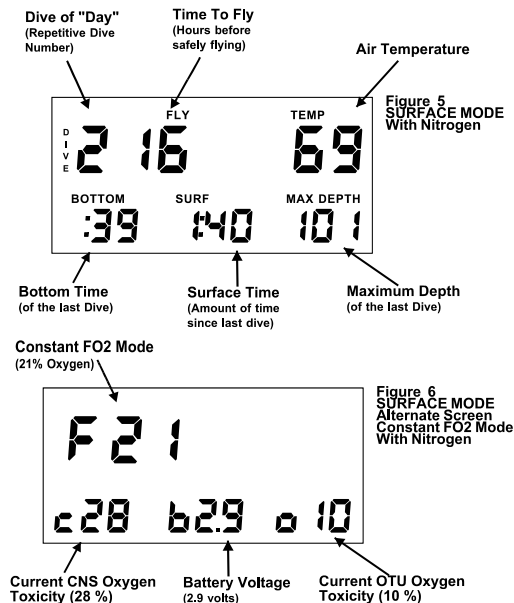 Dive of "Day"
(Repetitive Dive
Number)
Time To Fly
(Hours before
safely flying)
Air Temperature
Figure 5
SURFACE MODE
With Nitrogen
FLY
TEMP
DIVE
2
16
69
BOTTOM
SURF
MAX DEPTH
:39
1:40
101
Bottom Time
(of the last Dive)
Surface Time
(Amount of time
since last dive)
Maximum Depth
(of the last Dive)
Constant FO2 Mode
(21% Oxygen)
Figure 6
SURFACE MODE
Alternate Screen
Constant FO2 Mode
With Nitrogen
F 21
c28
b2.9
o 10
Current CNS Oxygen
Toxicity (28 %)
Battery Voltage
(2.9 volts)
Current OTU Oxygen
Toxicity (10 %)